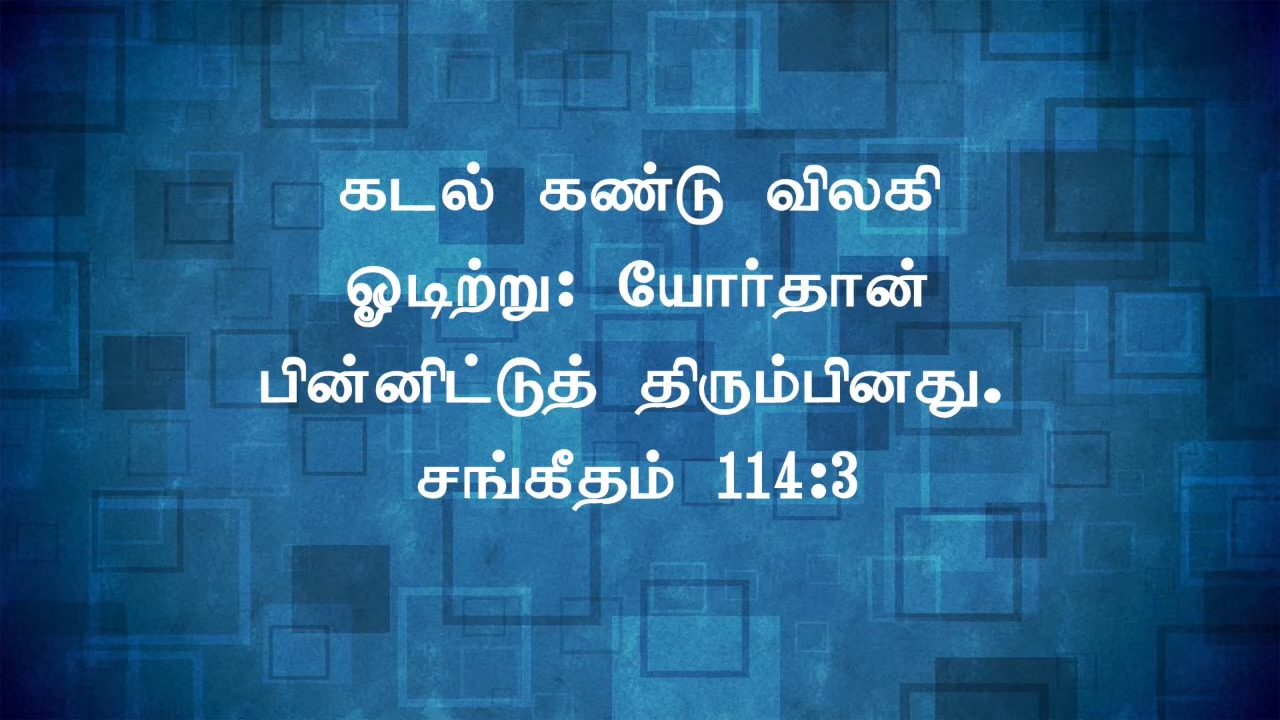 கடல் கண்டு விலகி
ஓடிற்று: யோர்தான்
பின்னிட்டுத் திரும்பினது.
சங்கீதம் 114:3